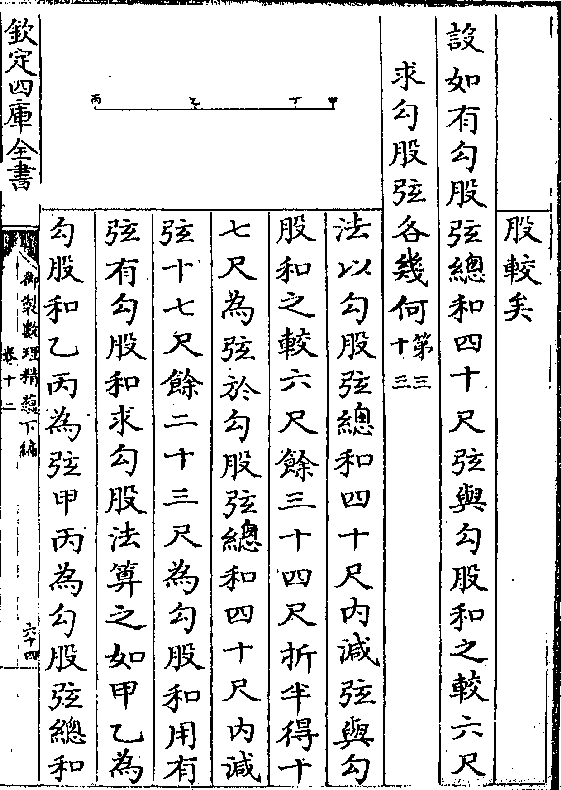 股較矣
設如有勾股弦總和四十尺弦與勾股和之較六尺
求勾股弦各幾何第三十三
甲
丁
乙
丙
法以勾股弦總和四十尺內減弦與勾
股和之較六尺餘三十四尺折半得十
七尺為弦於勾股弦總和四十尺內減
弦十七尺餘二十三尺為勾股和用有
弦有勾股和求勾股法算之如甲乙為
勾股和乙丙為弦甲丙為勾股弦總和
欽定四庫全書
御製數理精蘊下編
卷十二
六十四